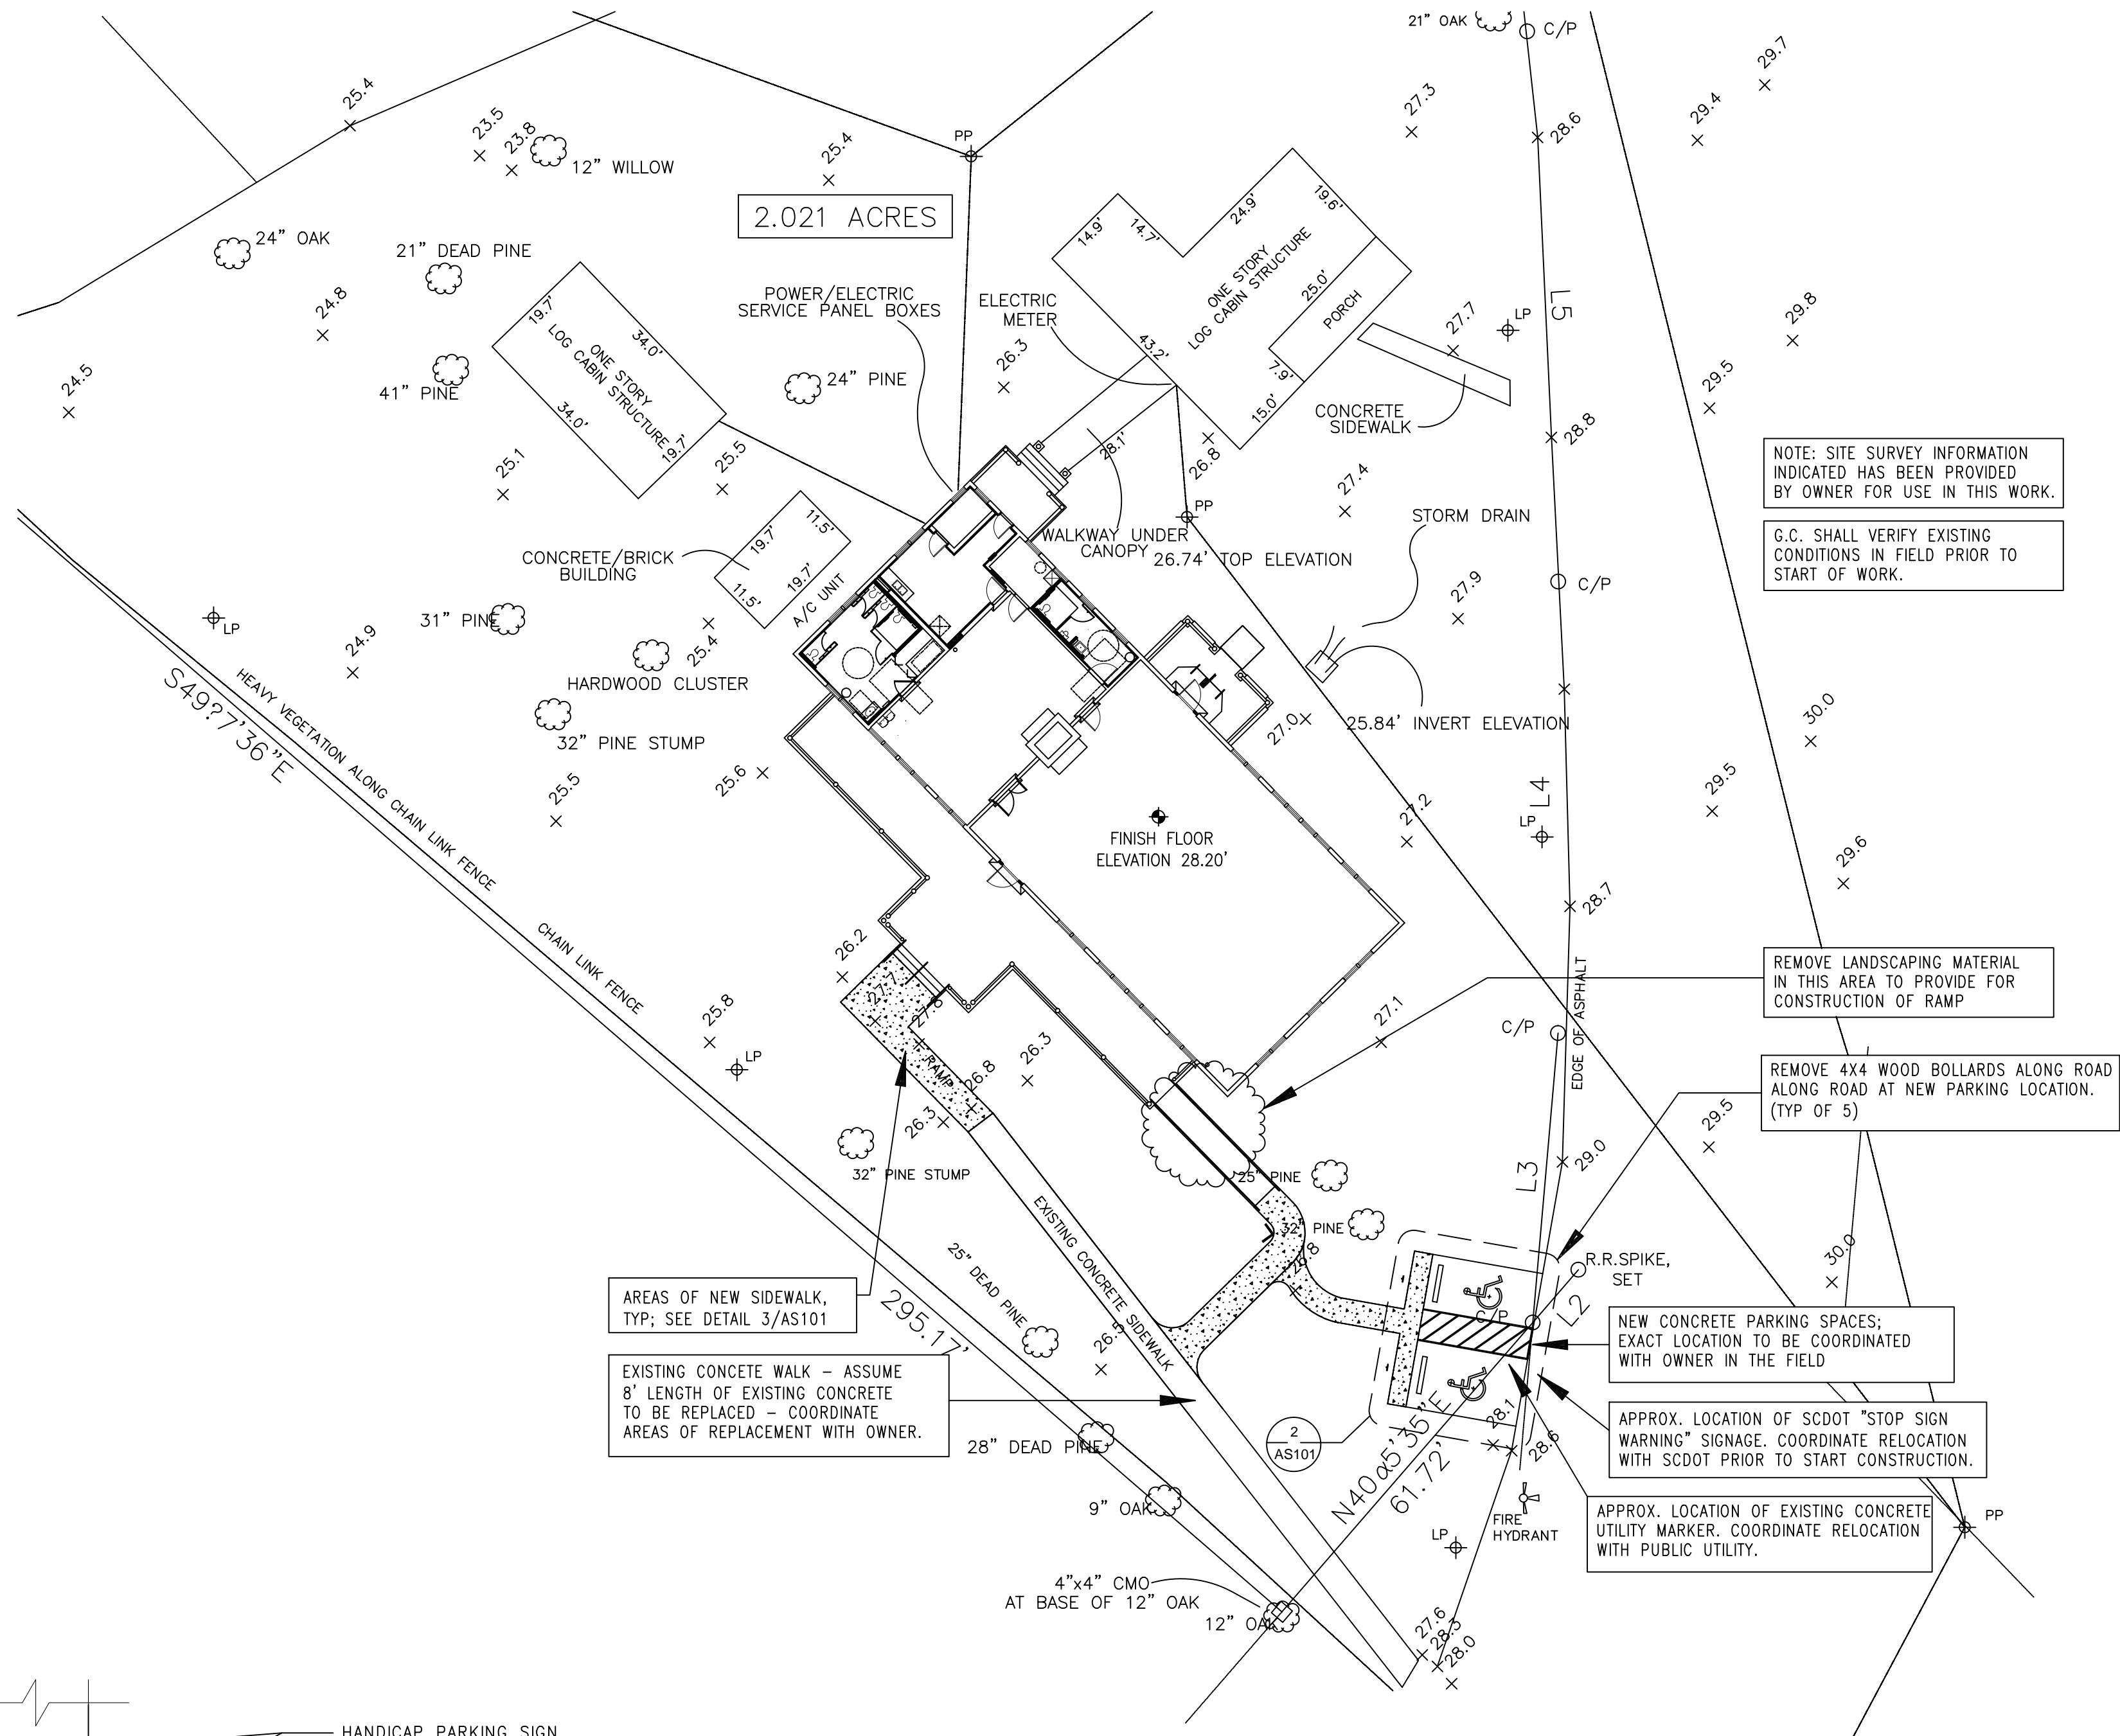 21" OAK
C/P
29.7
25.4
27.3
29.4
23.5
23.8
25.4
28.6
PP
12" WILLOW
2.021 ACRES
14.9'
14.7'
24.9'
19.6'
24" OAK
21" DEAD PINE
ONE STORY
LOG CABIN STRUCTURE
25.0'
PORCH
POWER/ELECTRIC
SERVICE PANEL BOXES
ELECTRIC
METER
24.8
19.7'
34.0'
ONE STORY
LOG CABIN STRUCTURE
34.0'
19.7'
L5
LP
29.8
27.7
43.2'
7.9'
15.0'
26.3
24.5
41" PINE
24" PINE
29.5
CONCRETE
SIDEWALK
28.8
28.1'
25.1
25.5
26.8
27.4
NOTE: SITE SURVEY INFORMATION
INDICATED HAS BEEN PROVIDED
BY OWNER FOR USE IN THIS WORK.
PP
STORM DRAIN
11.5'
19.7'
19.7'
11.5'
WALKWAY UNDER
CANOPY
26.74' TOP ELEVATION
G.C. SHALL VERIFY EXISTING
CONDITIONS IN FIELD PRIOR TO
START OF WORK.
CONCRETE/BRICK
BUILDING
A/C UNIT
C/P
27.9
31" PINE
LP
24.9
25.4
HARDWOOD CLUSTER
HEAVY VEGETATION ALONG CHAIN LINK FENCE
S49?7'36"E
32" PINE STUMP
27.0
25.84' INVERT ELEVATION
30.0
25.5
25.6
29.5
L4
LP
27.2
FINISH FLOOR
ELEVATION 28.20'
29.6
28.7
CHAIN LINK FENCE
26.2
27.7
27.6
RAMP
26.8
26.3
26.3
25.8
LP
EDGE OF ASPHALT
REMOVE LANDSCAPING MATERIAL
IN THIS AREA TO PROVIDE FOR
CONSTRUCTION OF RAMP
C/P
27.1
REMOVE 4X4 WOOD BOLLARDS ALONG ROAD
ALONG ROAD AT NEW PARKING LOCATION.
(TYP OF 5)
29.5
29.0
L3
32" PINE STUMP
25" PINE
32" PINE
26.8
EXISTING CONCRETE SIDEWALK
25" DEAD PINE
30.0
R.R.SPIKE,
SET
L2
C/P
AREAS OF NEW SIDEWALK,
TYP; SEE DETAIL 3/AS101
295.17'
26.5
NEW CONCRETE PARKING SPACES;
EXACT LOCATION TO BE COORDINATED
WITH OWNER IN THE FIELD
EXISTING CONCETE WALK – ASSUME
8' LENGTH OF EXISTING CONCRETE
TO BE REPLACED – COORDINATE
AREAS OF REPLACEMENT WITH OWNER.
APPROX. LOCATION OF SCDOT "STOP SIGN
WARNING" SIGNAGE. COORDINATE RELOCATION
WITH SCDOT PRIOR TO START CONSTRUCTION.
28" DEAD PINE
2
AS101
N40α5'35"E
61.72'
28.1
28.6
9" OAK
FIRE
HYDRANT
LP
APPROX. LOCATION OF EXISTING CONCRETE
UTILITY MARKER. COORDINATE RELOCATION
WITH PUBLIC UTILITY.
PP
4"x4" CMO
AT BASE OF 12" OAK
12" OAK
27.6
28.3
28.0
HANDICAP PARKING SIGN